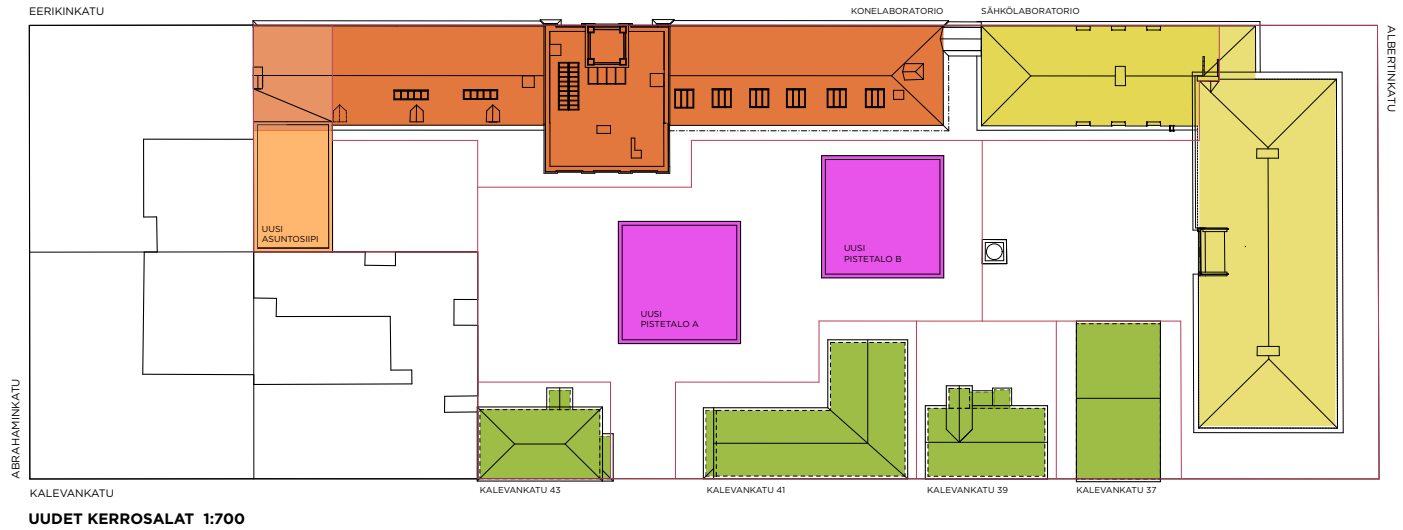 EERIKINKATU
KONELABORATORIO
SÄHKÖLABORATORIO
ALBERTINKATU
UUSI
ASUNTOSIIPI
UUSI
PISTETALO B
UUSI
PISTETALO A
ABRAHAMINKATU
KALEVANKATU 43
KALEVANKATU 41
KALEVANKATU 39
KALEVANKATU 37
KALEVANKATU
UUDET KERROSALAT 1:700